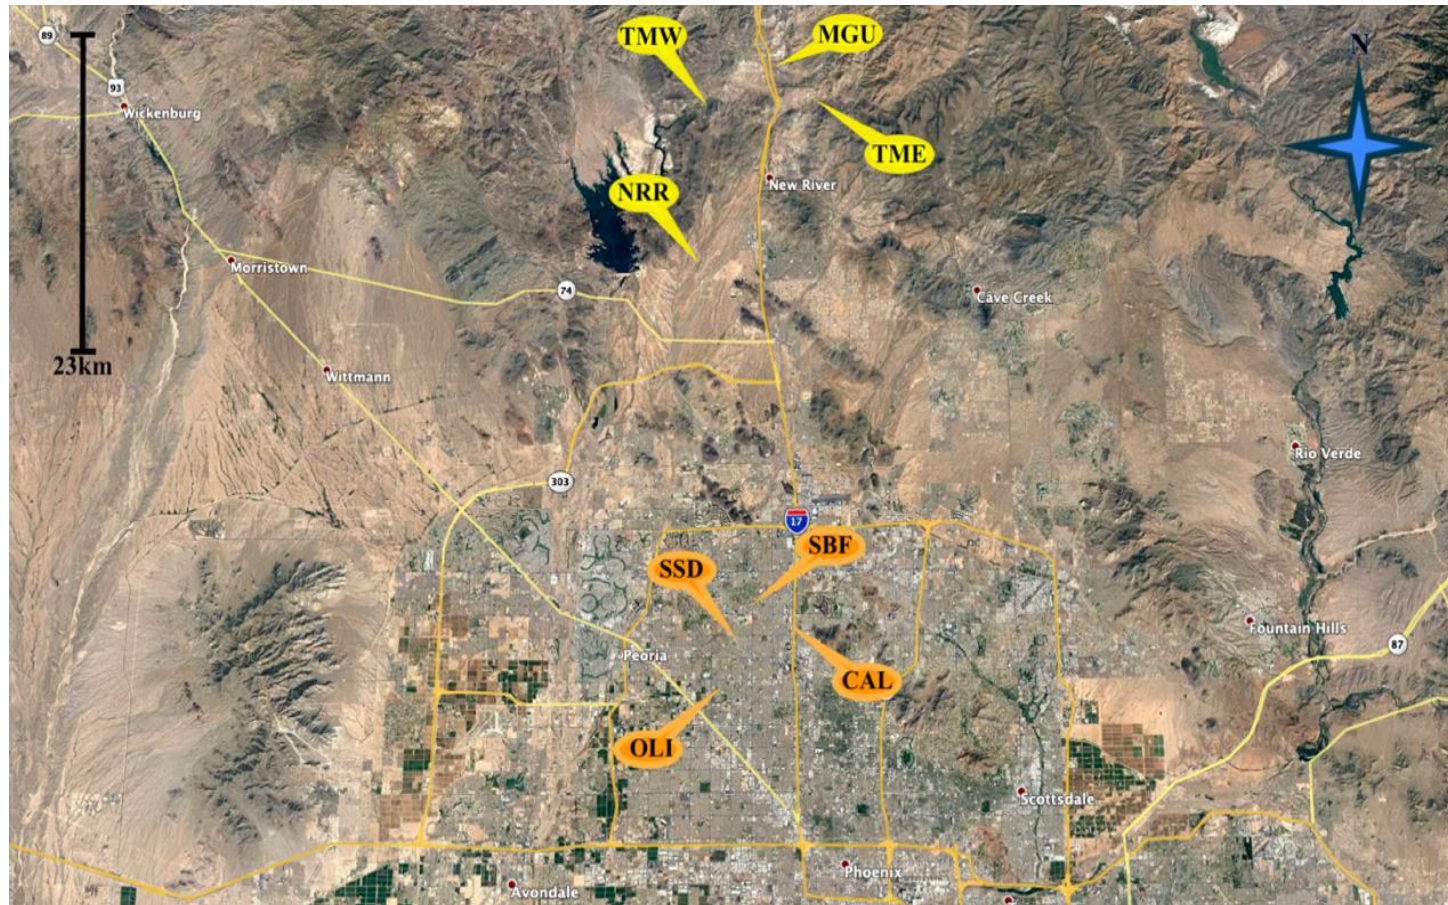 89
TMW
MGU
N
93
Wickenburg
TME
NRR
New River
Morristown
74
Cave Creek
23km
Wittmann
Rio Verde
303
17
SBF
SSD
Fountain Hills
87
Peoria
CAL
OLI
Scottsdale
Phoenix
Avondale